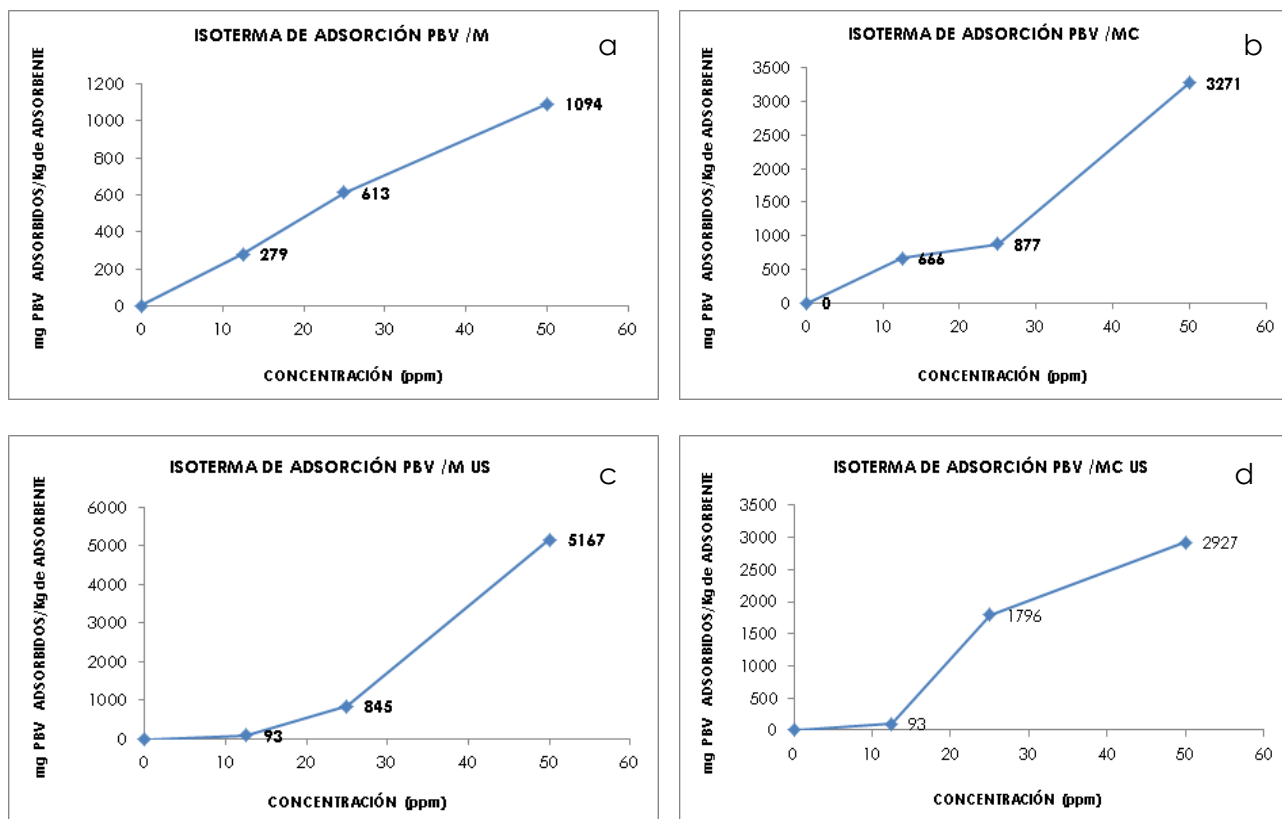 ISOTERMA DE ADSORCIÓN PBV /M
a
mg PBV ADSORBIDOS/Kg de ADSORBENTE
1200
1000
800
600
400
200
0
1094
613
279
0 10 20 30 40 50 60
CONCENTRACIÓN (ppm)
ISOTERMA DE ADSORCIÓN PBV /MC
b
mg PBV ADSORBIDOS/Kg de ADSORBENTE
3500
3000
2500
2000
1500
1000
500
0
3271
877
666
0
0 10 20 30 40 50 60
CONCENTRACIÓN (ppm)
ISOTERMA DE ADSORCIÓN PBV /M US
c
mg PBV ADSORBIDOS/Kg de ADSORBENTE
6000
5000
4000
3000
2000
1000
0
5167
845
93
0 10 20 30 40 50 60
CONCENTRACIÓN (ppm)
ISOTERMA DE ADSORCIÓN PBV /MC US
d
mg PBV ADSORBIDOS/Kg de ADSORBENTE
3500
3000
2500
2000
1500
1000
500
0
2927
1796
93
0 10 20 30 40 50 60
CONCENTRACIÓN (ppm)